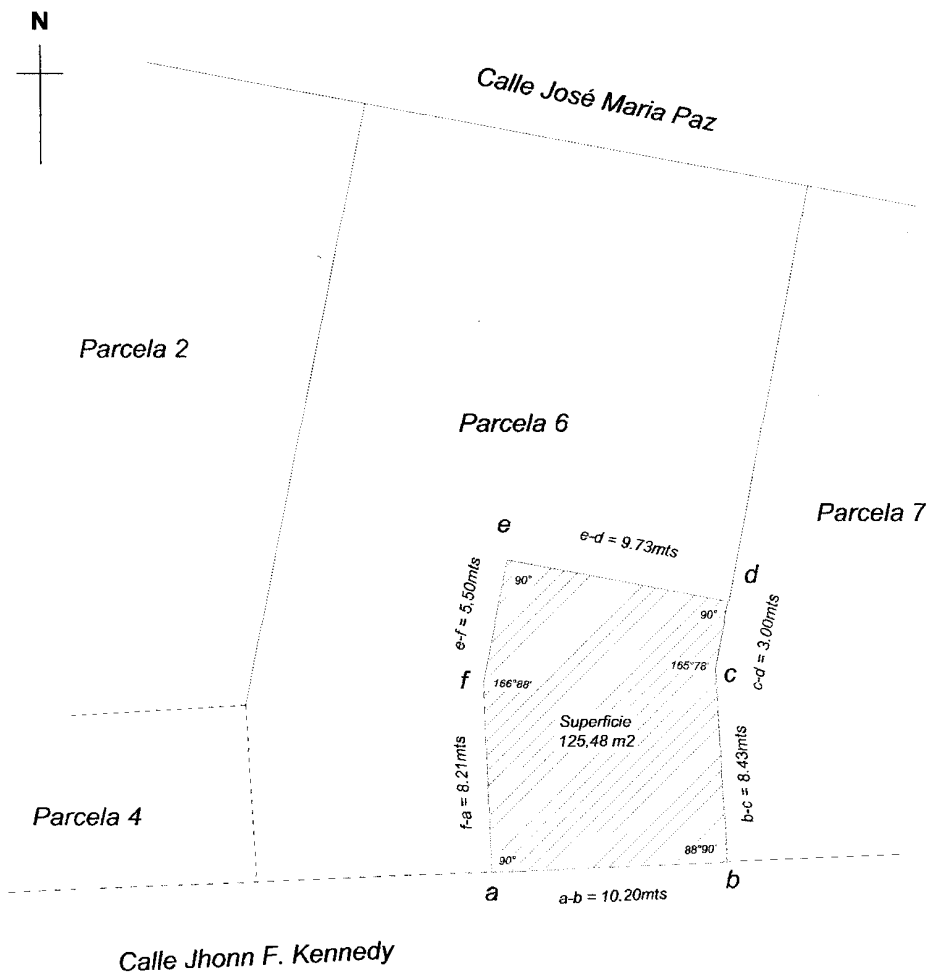 N
Calle José Maria Paz
Parcela 2
Parcela 6
Parcela 7
e
e-d = 9.73mts
d
90°
90°
e-f = 5,50mts
c-d = 3.00mts
f
166°88'
165°78'
c
Superficie
125,48 m2
f-a = 8.21mts
b-c = 8.43mts
Parcela 4
90°
88°90'
a
a-b = 10.20mts
b
Calle Jhonn F. Kennedy